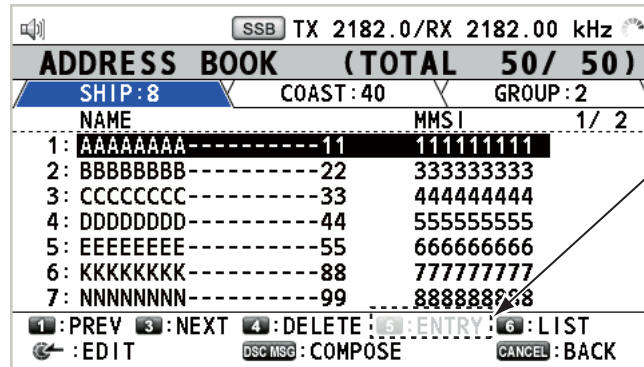 SSB TX 2182.0/RX 2182.00 kHz
ADDRESS BOOK (TOTAL 50/ 50)
SHIP:8 COAST:40 GROUP:2
NAME MMSI 1/ 2
1: AAAAAAAA-----------11 111111111
2: BBBBBBBB-----------22 333333333
3: CCCCCCCC-----------33 444444444
4: DDDDDDDD-----------44 555555555
5: EEEEEEEE-----------55 666666666
6: KKKKKKKK-----------88 777777777
7: NNNNNNNN-----------99 888888888
1:PREV 3:NEXT 4:DELETE 5:ENTRY 6:LIST
:EDIT DSC MSG:COMPOSE CANCEL:BACK